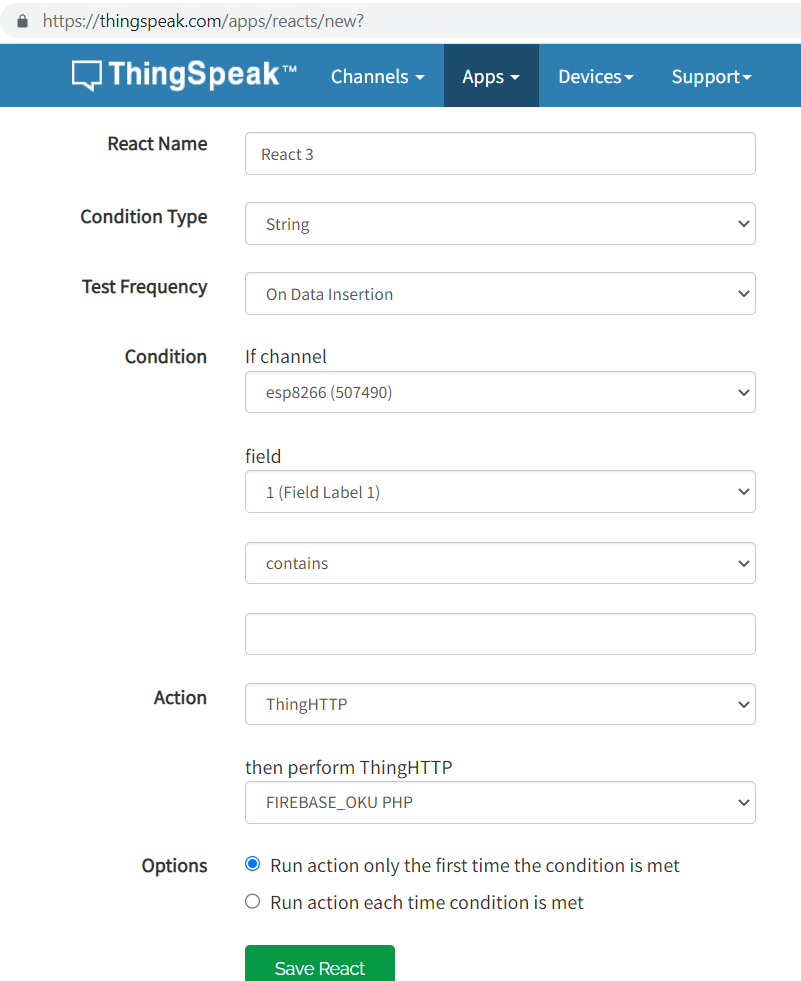 https://thingspeak.com/apps/reacts/new?
ThingSpeak™ Channels Apps Devices Support
React Name React 3
Condition Type String
Test Frequency On Data Insertion
Condition If channel
esp8266 (507490)
field
1 (Field Label 1)
contains
Action ThingHTTP
then perform ThingHTTP
FIREBASE_OKU PHP
Options Run action only the first time the condition is met
Run action each time condition is met
Save React